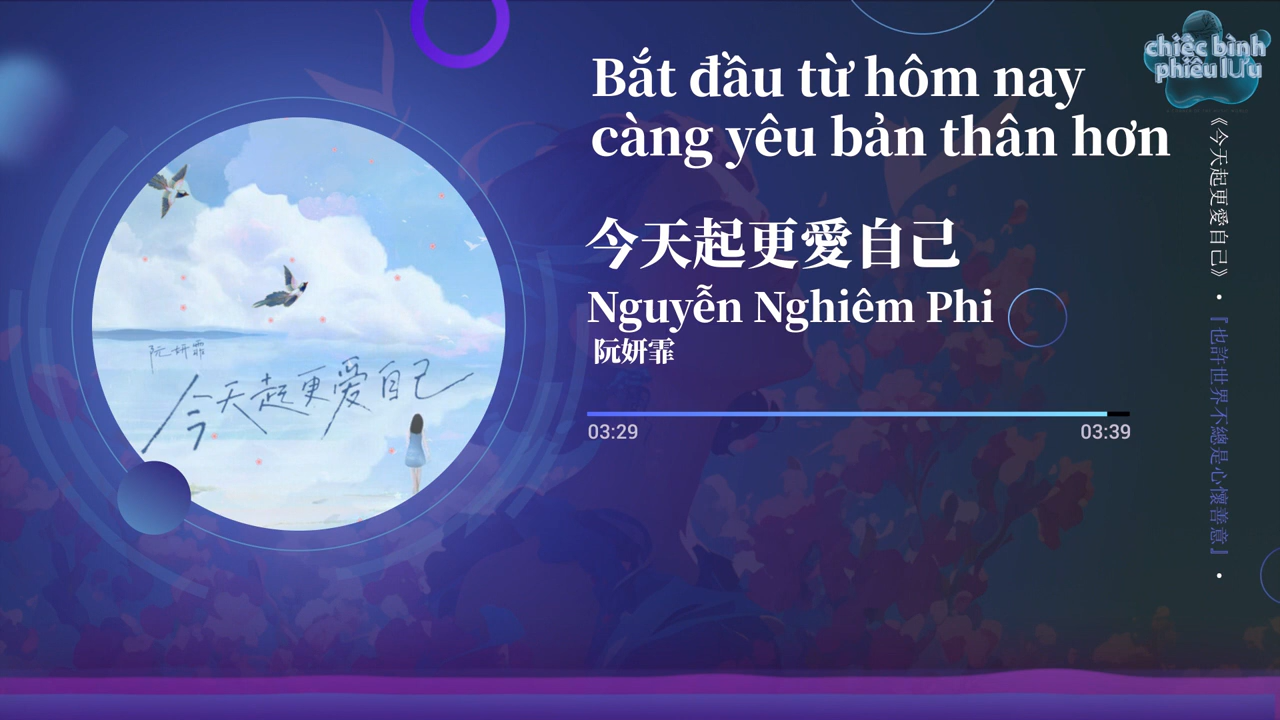 chiệc bình
phiêu lưu
Bắt đầu từ hôm nay
càng yêu bản thân hơn
今天起更愛自己
Nguyễn Nghiêm Phi
阮妍霏
03:29
03:39
阮妍霏
今天起更爱自己
《今天起更愛自己》 • 『也許世界不總是心懷善意』 •